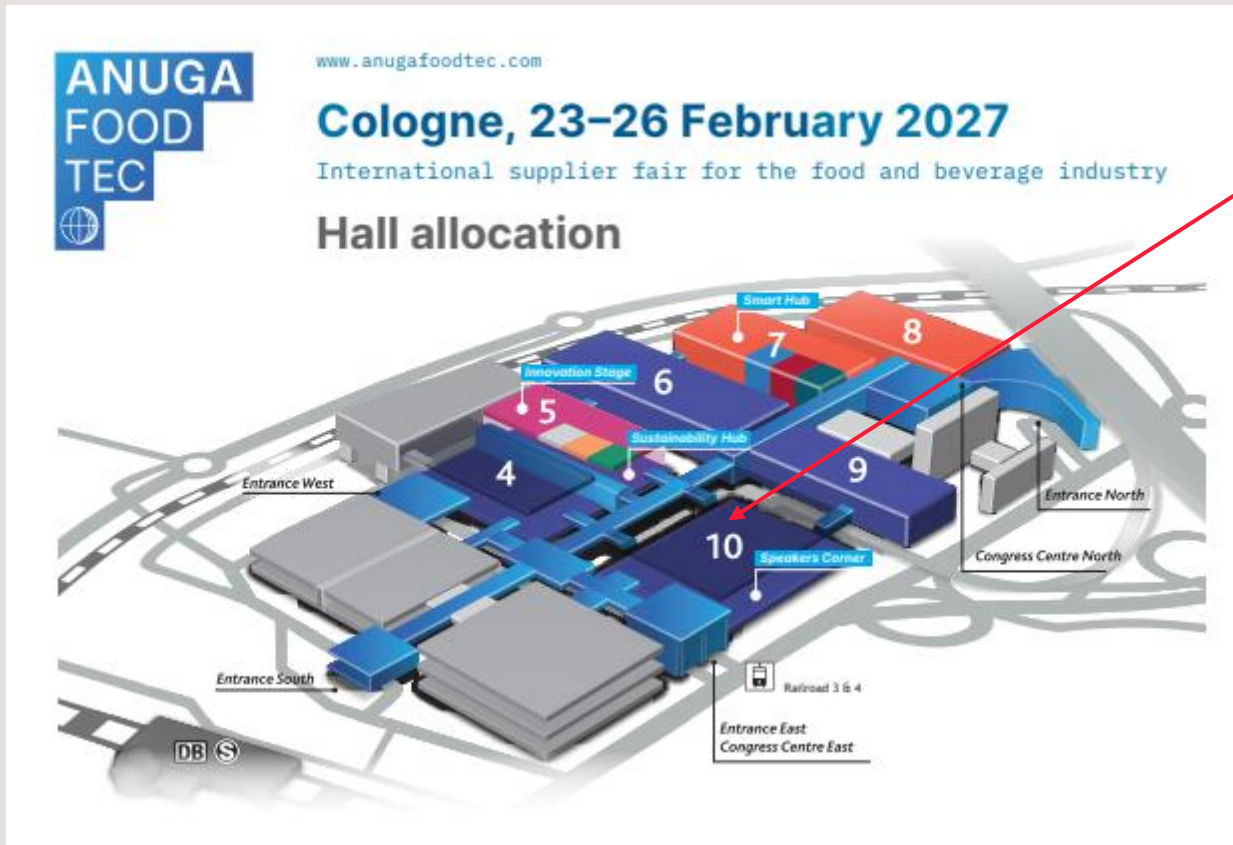 ANUGA
FOOD
TEC
www.anugafoodtec.com
Cologne, 23–26 February 2027
International supplier fair for the food and beverage industry
Hall allocation
Smart Hub
8
7
Innovation Stage
6
5
Sustainability Hub
4
9
Entrance West
Entrance North
10
Speakers Corner
Congress Centre North
Entrance South
Railroad 3 & 4
Entrance East
Congress Centre East
DB S